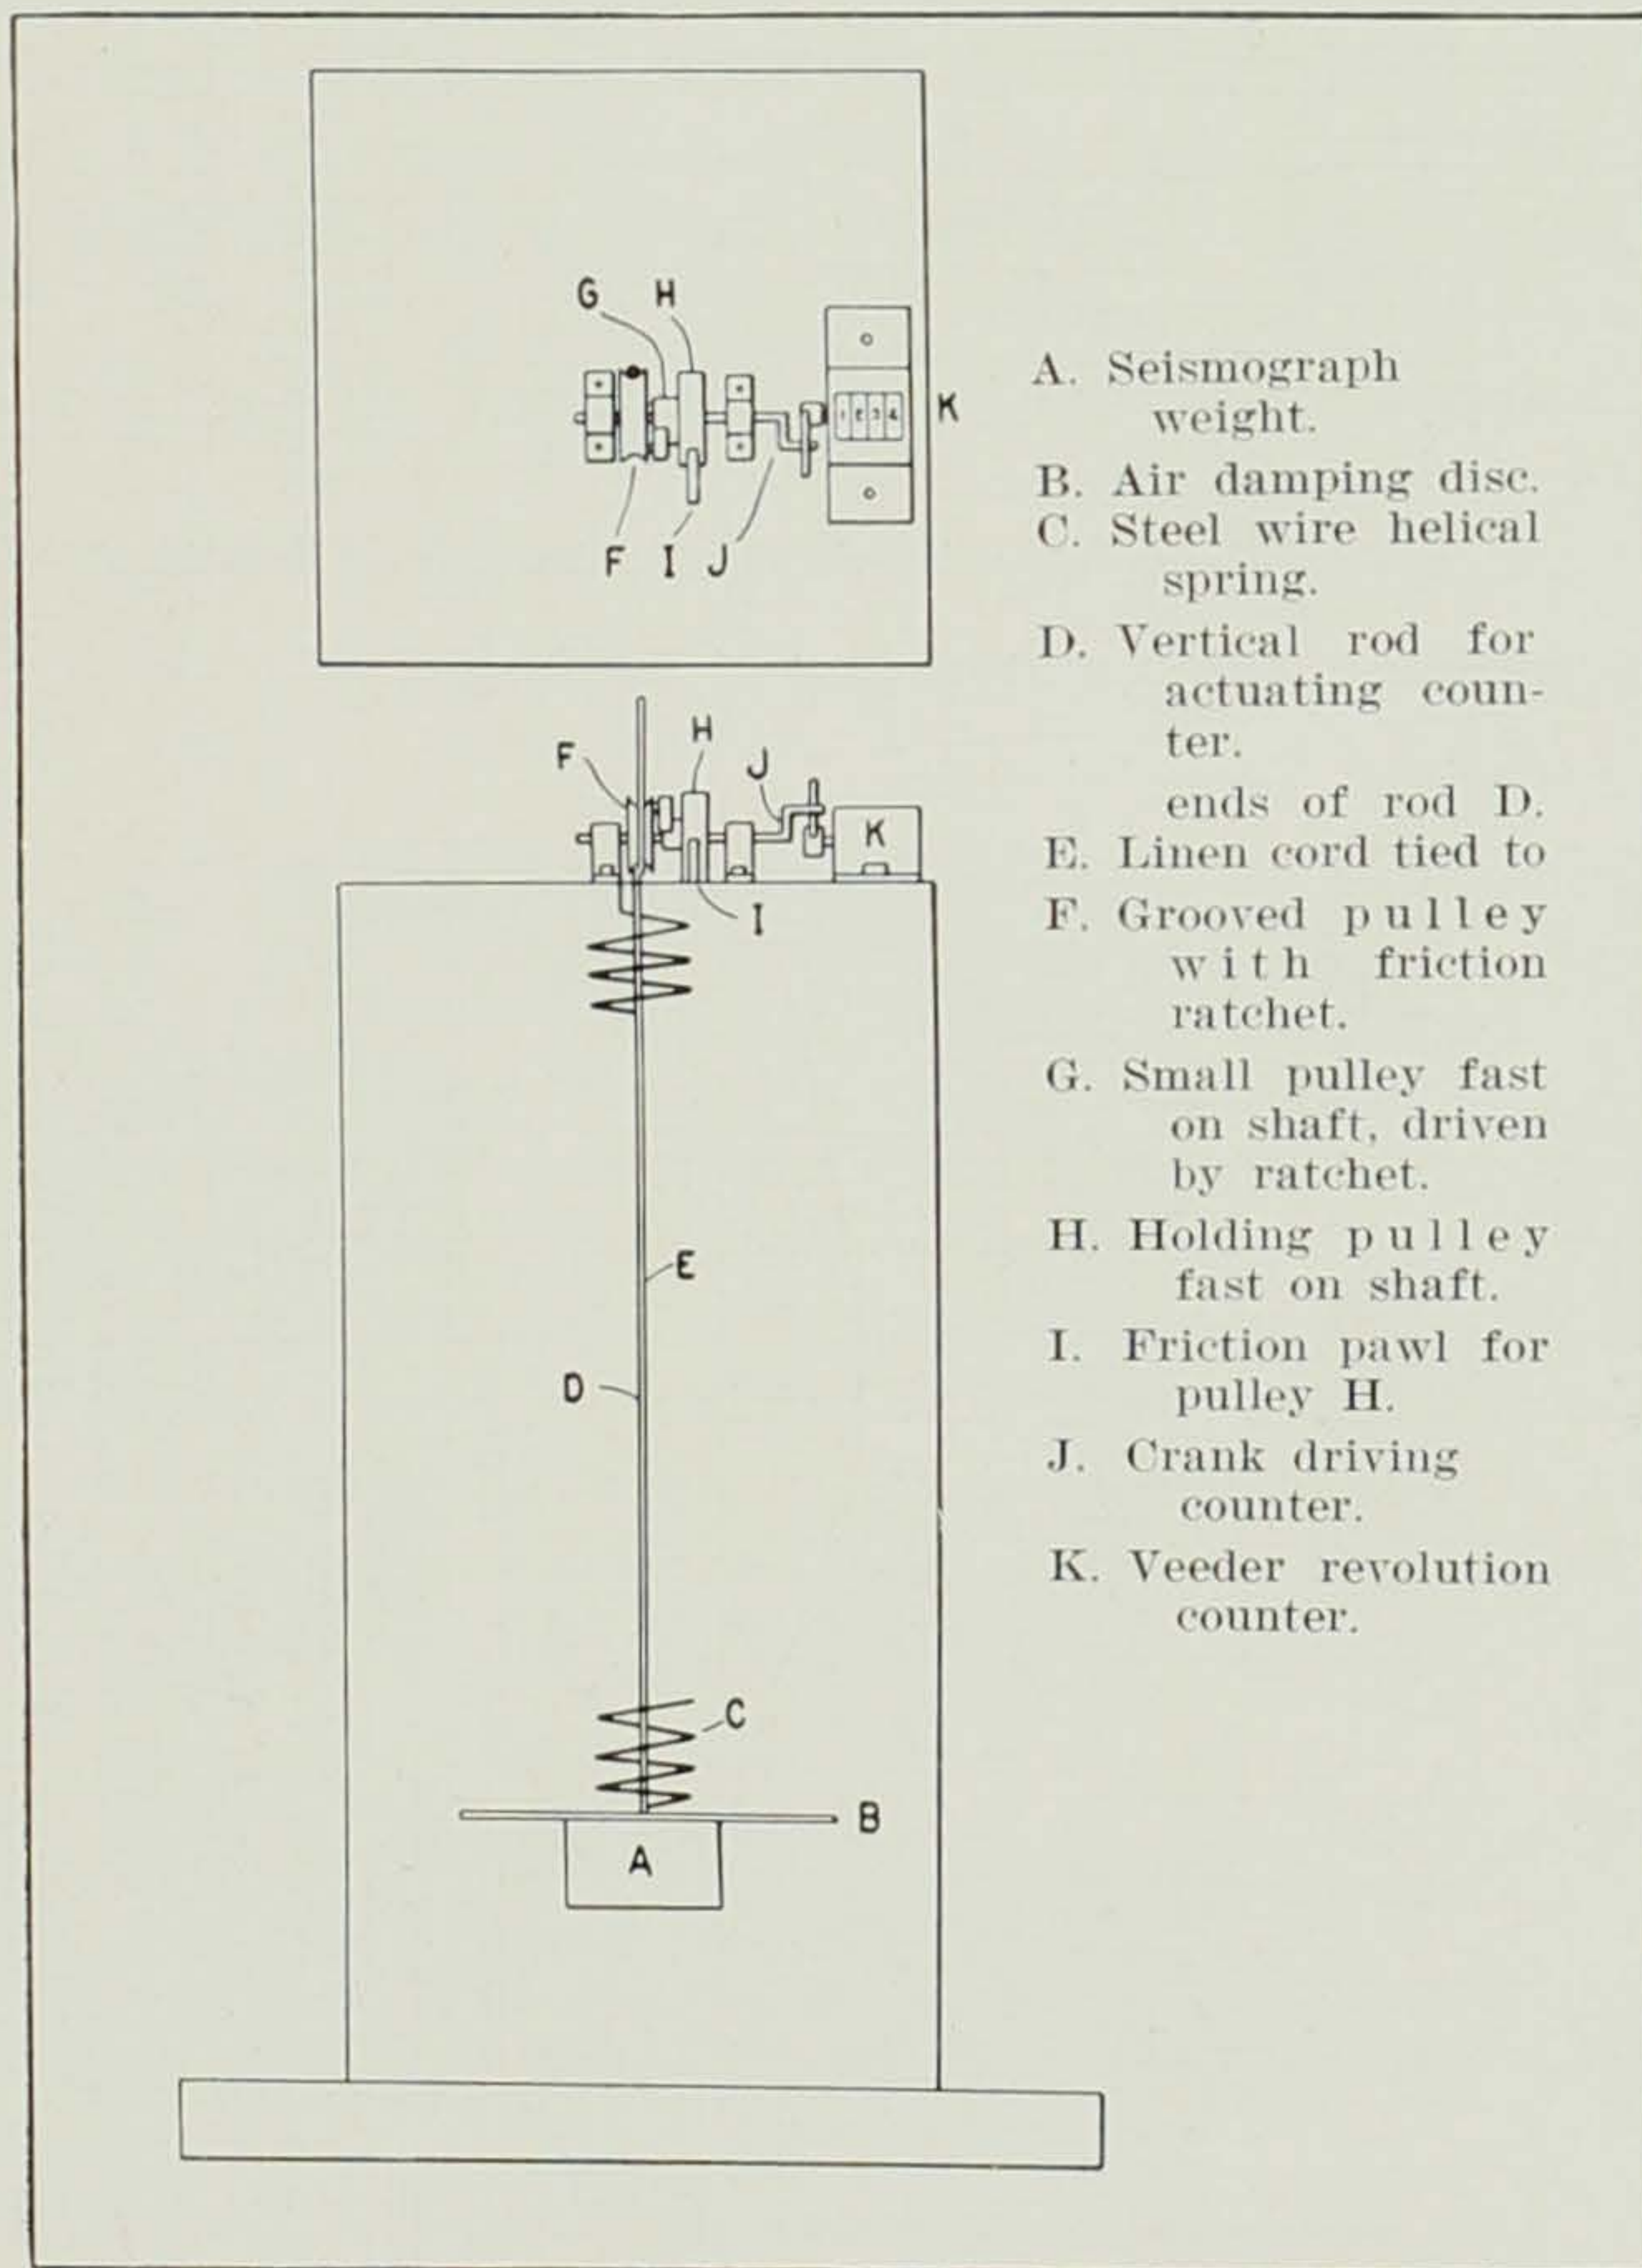 G H
K
F I J
H
F J
K
I
E
D
C
B
A
A. Seismograph
weight.
B. Air damping disc.
C. Steel wire helical
spring.
D. Vertical rod for
actuating coun-
ter.
ends of rod D.
E. Linen cord tied to
F. Grooved pulley
with friction
ratchet.
G. Small pulley fast
on shaft, driven
by ratchet.
H. Holding pulley
fast on shaft.
I. Friction pawl for
pulley H.
J. Crank driving
counter.
K. Veeder revolution
counter.